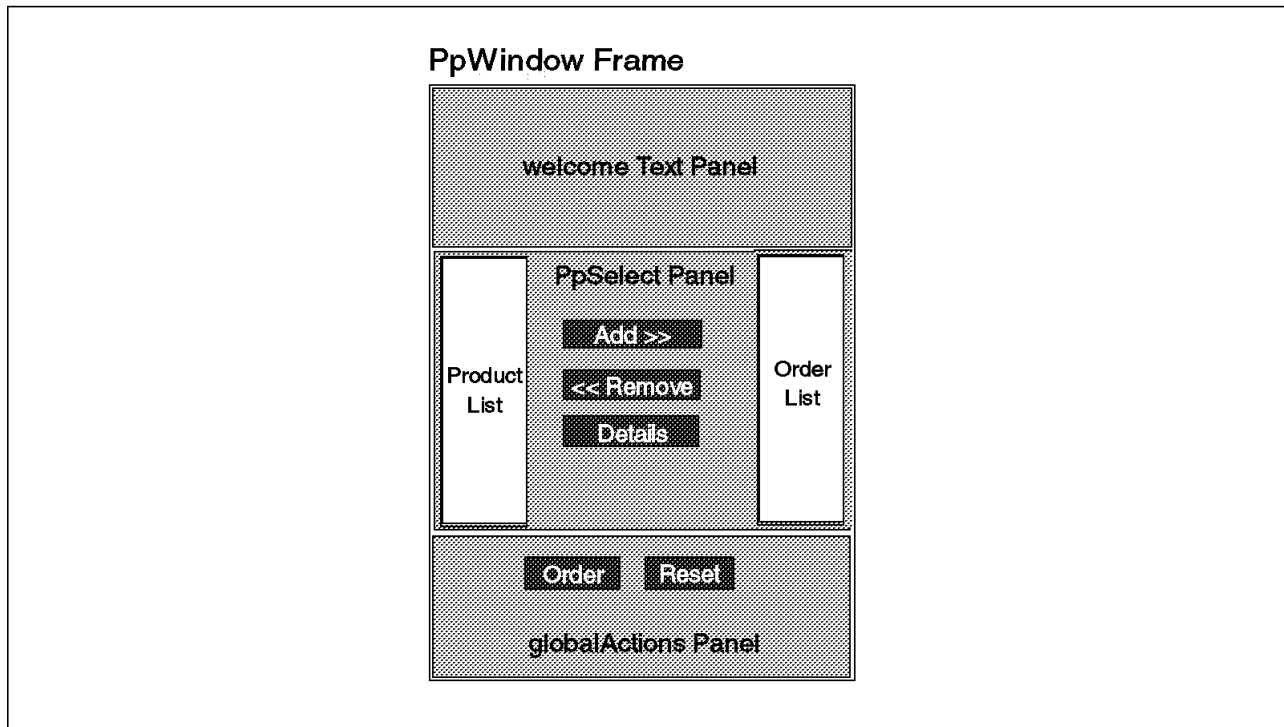 PpWindow Frame
welcome Text Panel
PpSelect Panel
Add >>
<< Remove
Details
Product
List
Order
List
Order
Reset
globalActions Panel